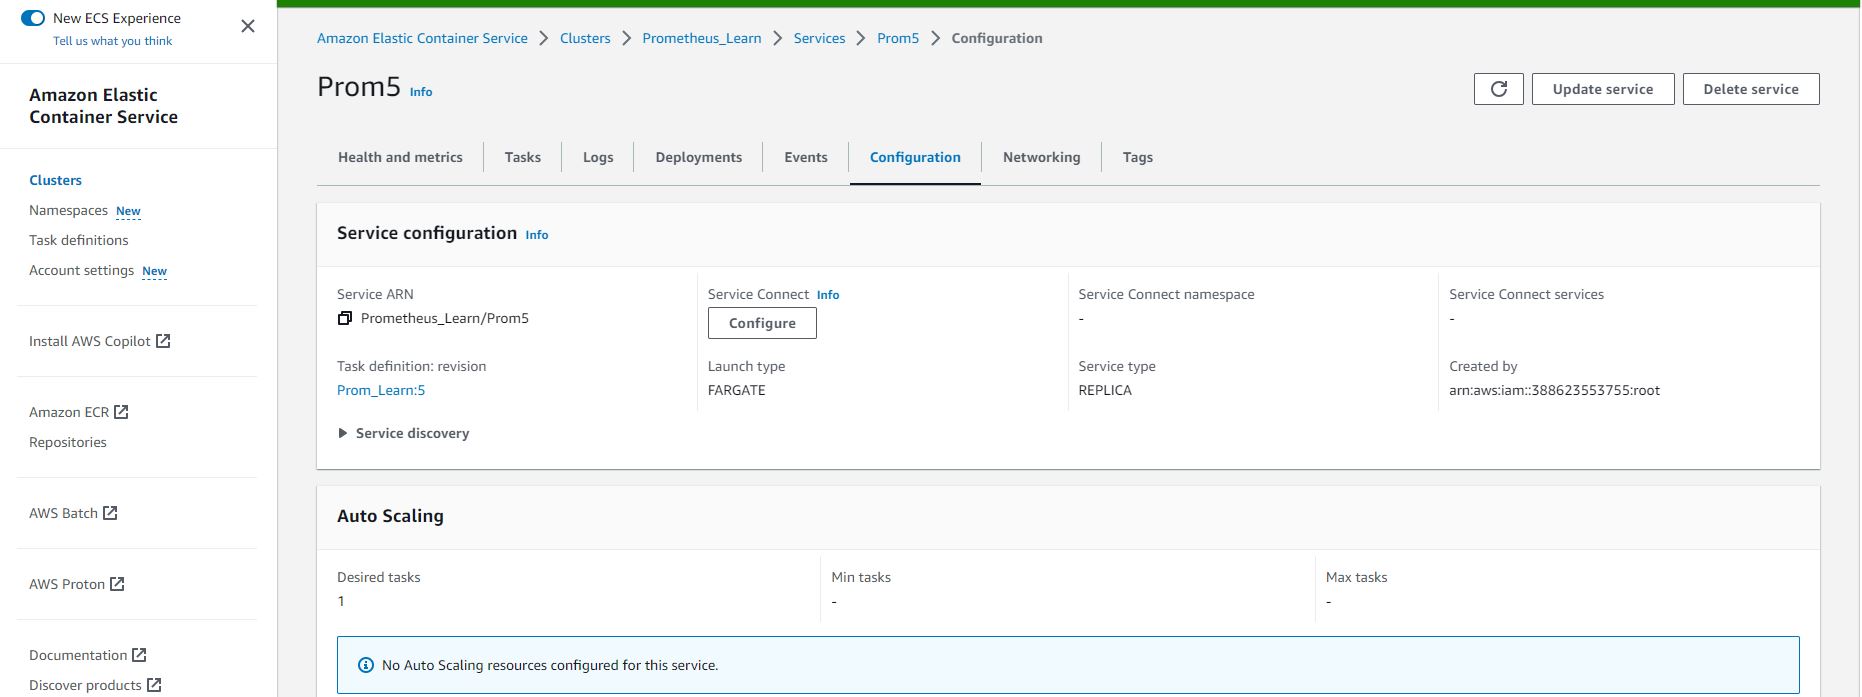 New ECS Experience
Tell us what you think
Amazon Elastic
Container Service
Clusters
Namespaces New
Task definitions
Account settings New
Install AWS Copilot
Amazon ECR
Repositories
AWS Batch
AWS Proton
Documentation
Discover products
Amazon Elastic Container Service > Clusters > Prometheus_Learn > Services > Prom5 > Configuration
Prom5 Info
Update service
Delete service
Health and metrics
Tasks
Logs
Deployments
Events
Configuration
Networking
Tags
Service configuration Info
Service ARN
Prometheus_Learn/Prom5
Service Connect Info
Configure
Service Connect namespace
-
Service Connect services
-
Task definition: revision
Prom_Learn:5
Launch type
FARGATE
Service type
REPLICA
Created by
arn:aws:iam::388623553755:root
Service discovery
Auto Scaling
Desired tasks
1
Min tasks
-
Max tasks
-
No Auto Scaling resources configured for this service.